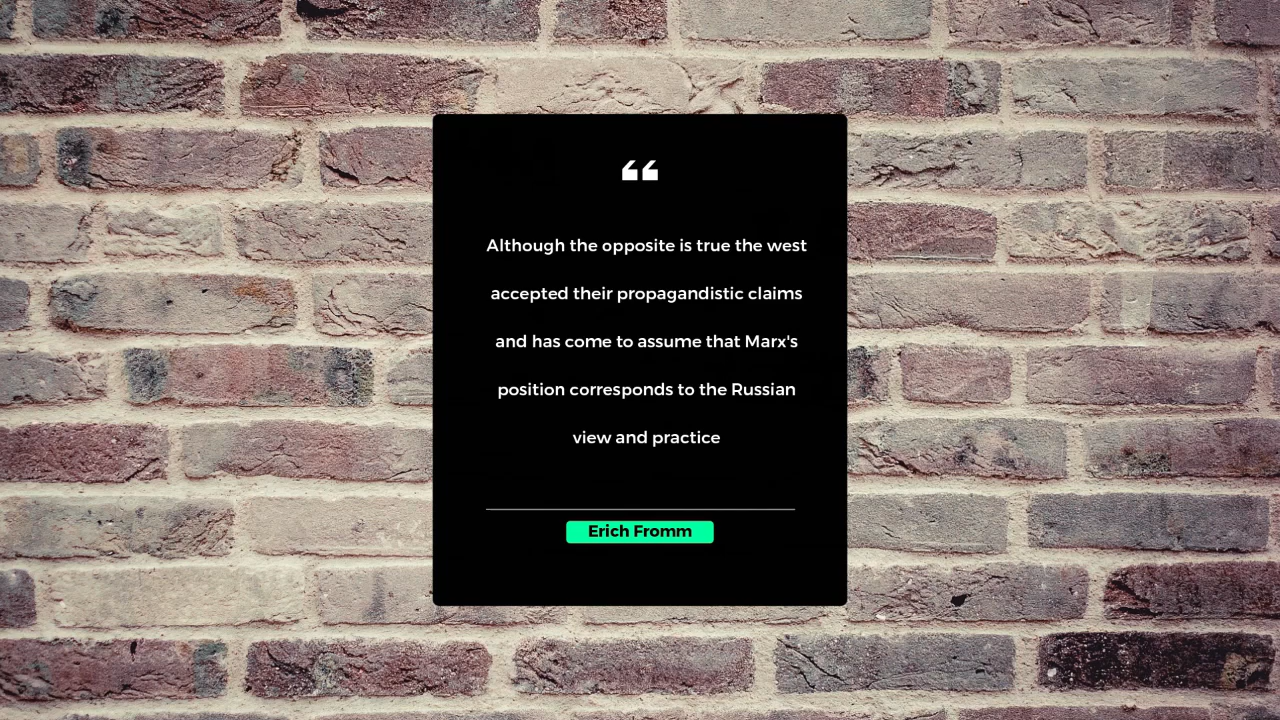 ❝
Although the opposite is true the west
accepted their propagandistic claims
and has come to assume that Marx's
position corresponds to the Russian
view and practice
Erich Fromm